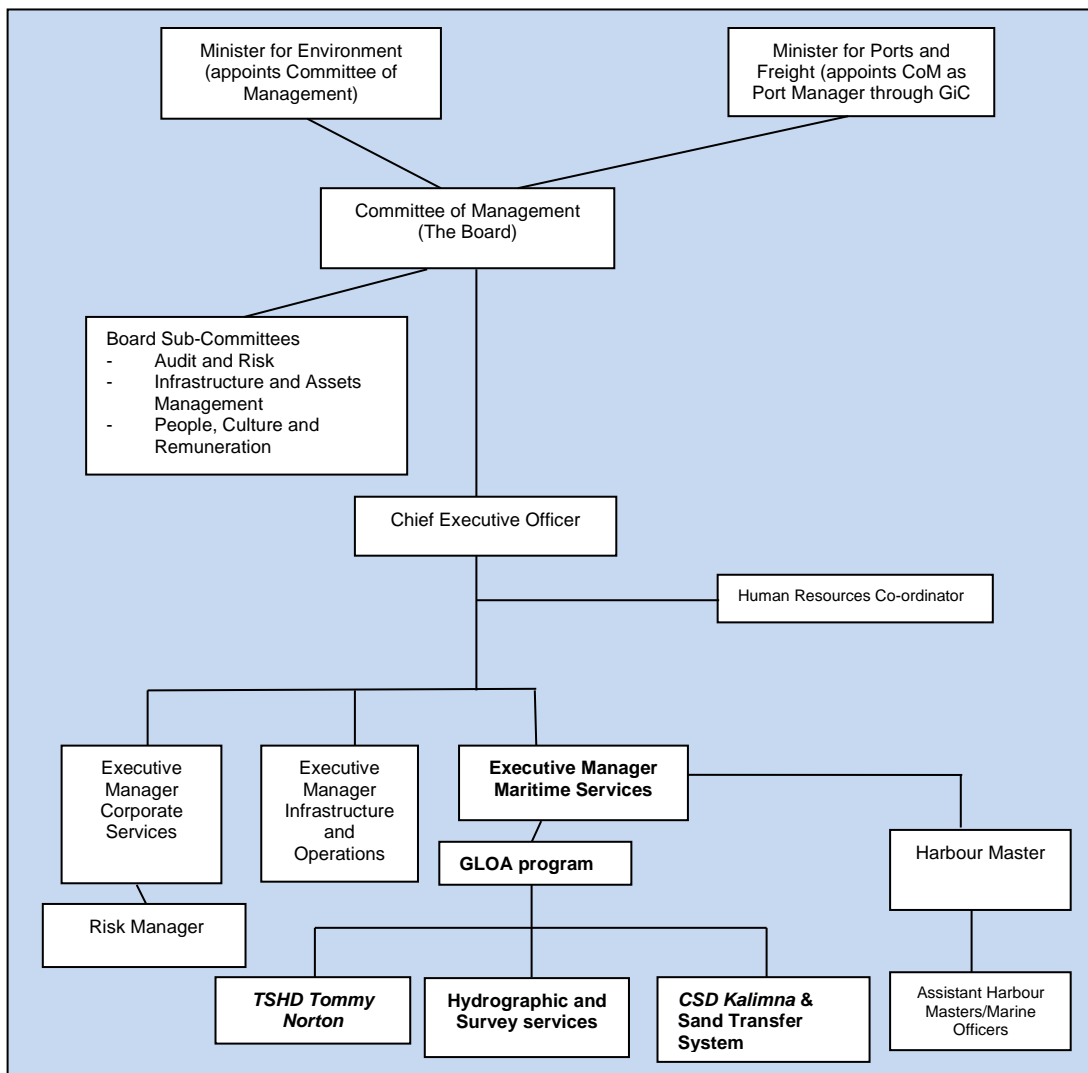 Minister for Environment
(appoints Committee of
Management)
Minister for Ports and
Freight (appoints CoM as
Port Manager through GiC
Committee of Management
(The Board)
Board Sub-Committees
- Audit and Risk
- Infrastructure and Assets
Management
- People, Culture and
Remuneration
Chief Executive Officer
Human Resources Co-ordinator
Executive
Manager
Corporate
Services
Executive
Manager
Infrastructure
and
Operations
Executive Manager
Maritime Services
Harbour Master
GLOA program
Risk Manager
TSHD Tommy
Norton
Hydrographic and
Survey services
CSD Kalimna &
Sand Transfer
System
Assistant Harbour
Masters/Marine
Officers